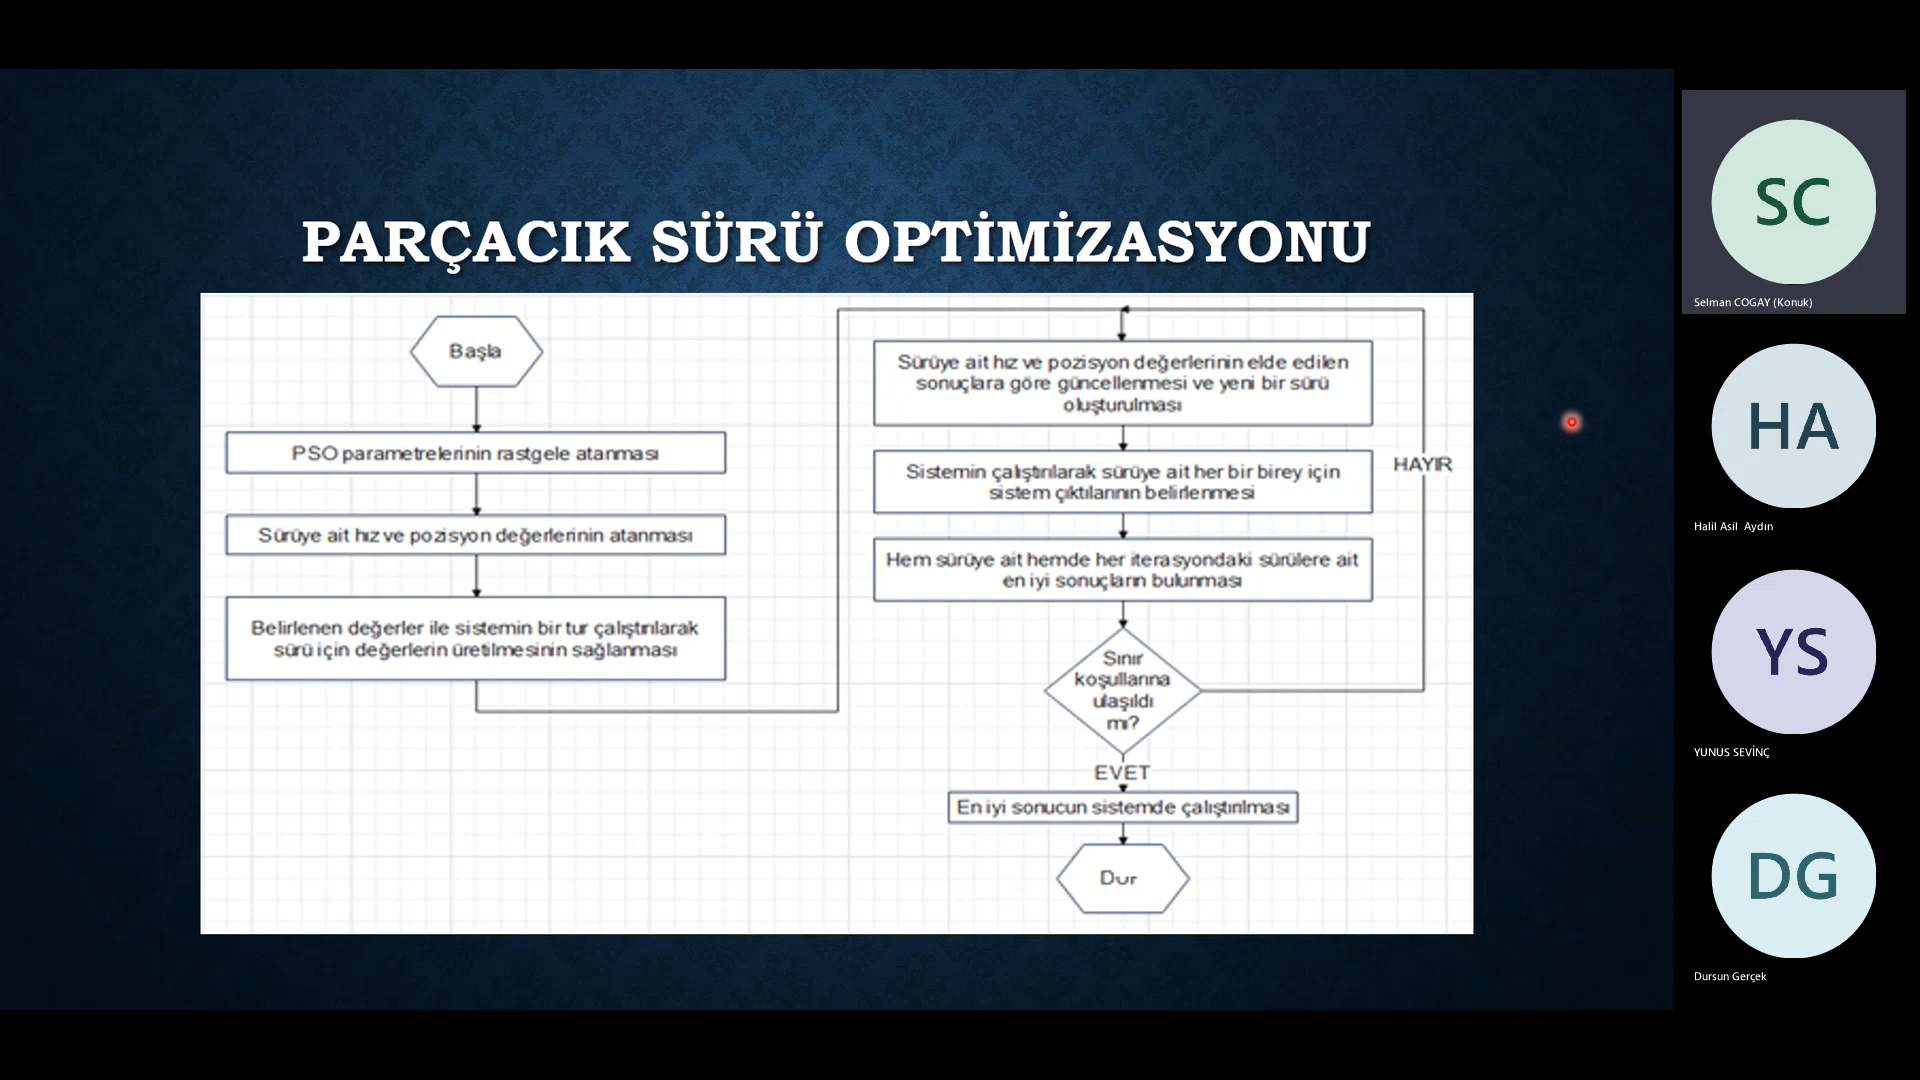 PARÇACIK SÜRÜ OPTİMİZASYONU
Başla
PSO parametrelerinin rastgele atanması
Sürüye ait hız ve pozisyon değerlerinin atanması
Belirlenen değerler ile sistemin bir tur çalıştırılarak
sürü için değerlerin üretilmesinin sağlanması
Sürüye ait hız ve pozisyon değerlerinin elde edilen
sonuçlara göre güncellenmesi ve yeni bir sürü
oluşturulması
Sistemin çalıştırılarak sürüye ait her bir birey için
sistem çıktılarının belirlenmesi
Hem sürüye ait hemde her iterasyondaki sürülere ait
en iyi sonuçların bulunması
Sınır
koşullarına
ulaşıldı
mı?
HAYIR
EVET
En iyi sonucun sistemde çalıştırılması
Dur
SC
Selman COGAY (Konuk)
HA
Halil Asil Aydın
YS
YUNUS SEVİNÇ
DG
Dursun Gerçek